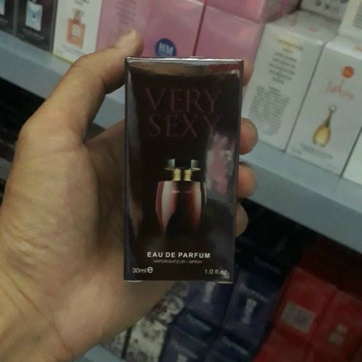 VERY
SEXY
EAU DE PARFUM
VAPORISATEUR • SPRAY
30ml e 1.0 fl.oz